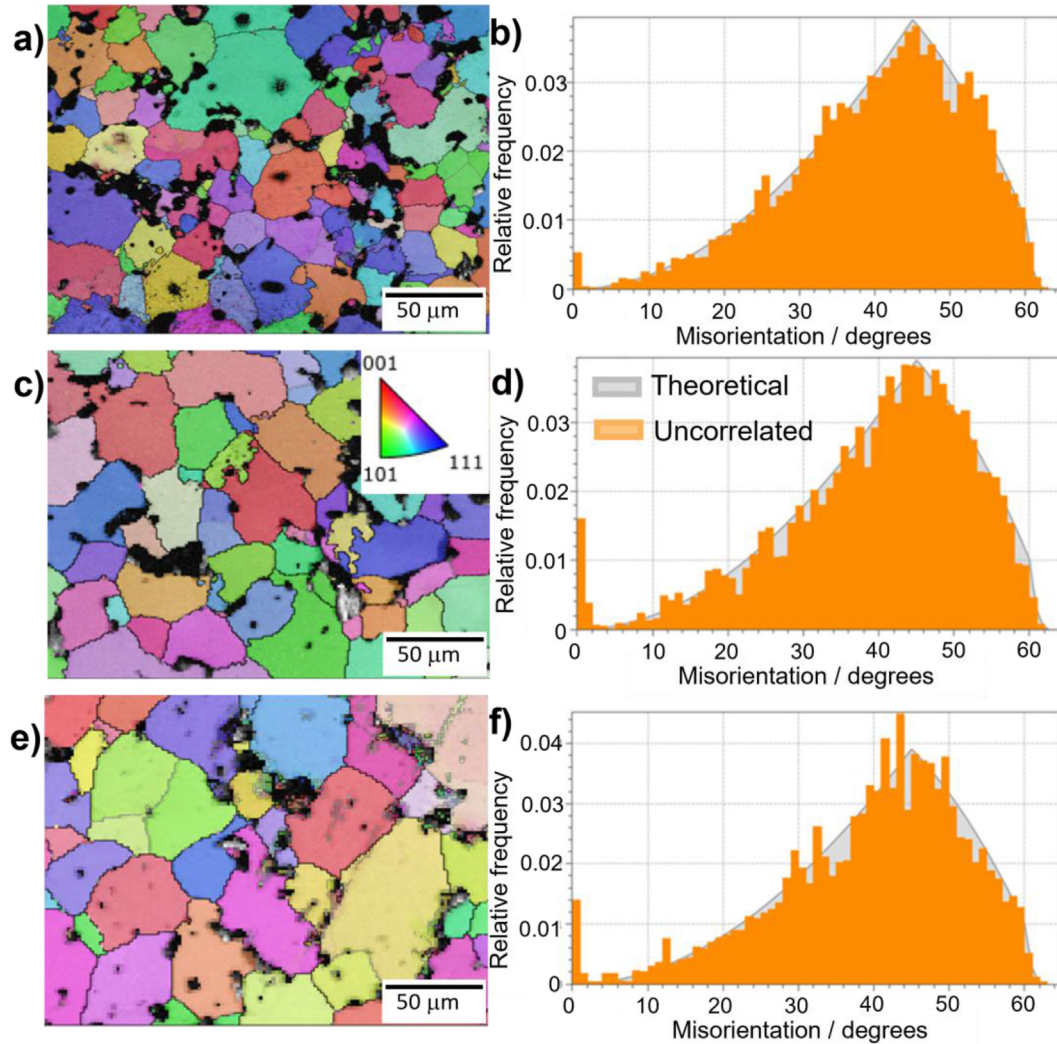 a)
50 μm
b)
Relative frequency
0.03
0.02
0.01
0
0 10 20 30 40 50 60
Misorientation / degrees
c)
001
101
111
50 μm
d)
Theoretical
Uncorrelated
Relative frequency
0.03
0.02
0.01
0
0 10 20 30 40 50 60
Misorientation / degrees
e)
50 μm
f)
Relative frequency
0.04
0.03
0.02
0.01
0
0 10 20 30 40 50 60
Misorientation / degrees